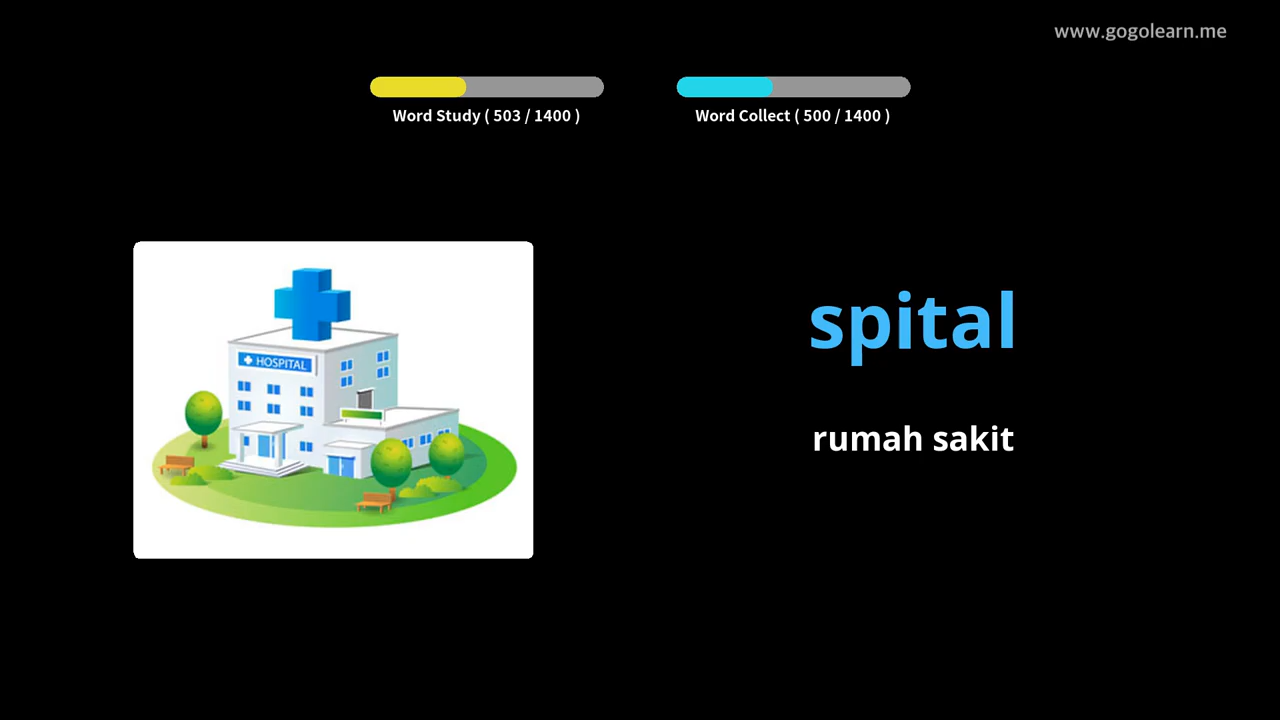 www.gogolearn.me
Word Study ( 503 / 1400 )
Word Collect ( 500 / 1400 )
HOSPITAL
spital
rumah sakit